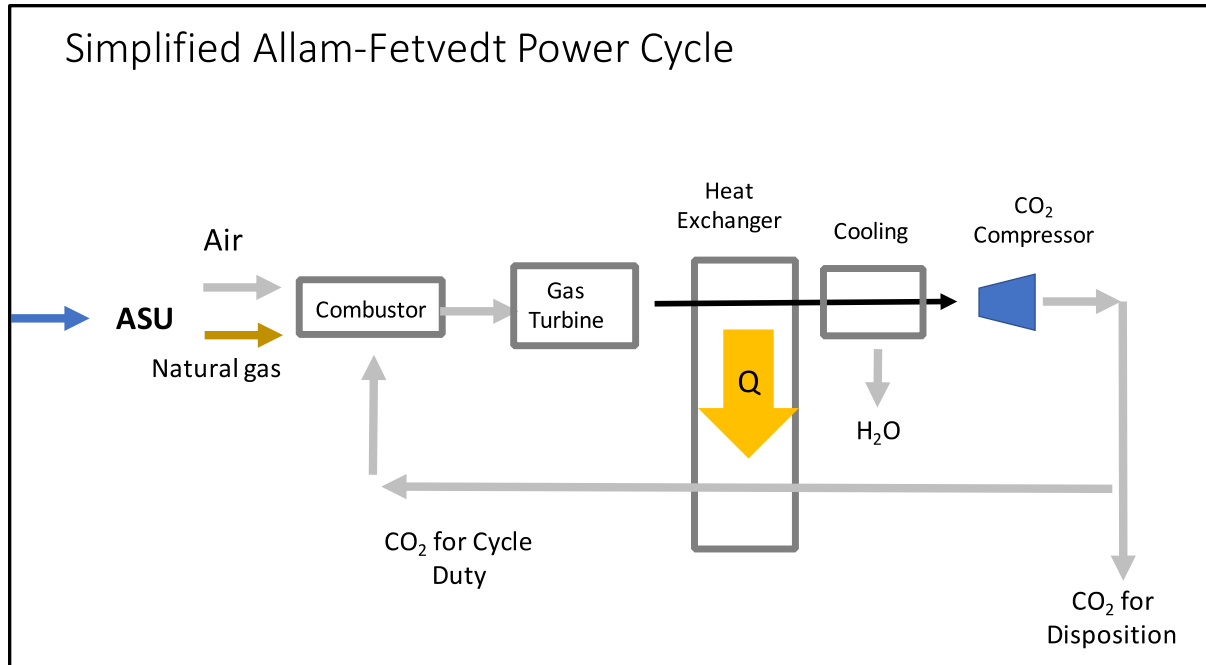 Simplified Allam-Fetvedt Power Cycle
Heat
Exchanger
Cooling
CO₂
Compressor
Air
ASU
Natural gas
Combustor
Gas
Turbine
Q
H₂O
CO₂ for Cycle
Duty
CO₂ for
Disposition